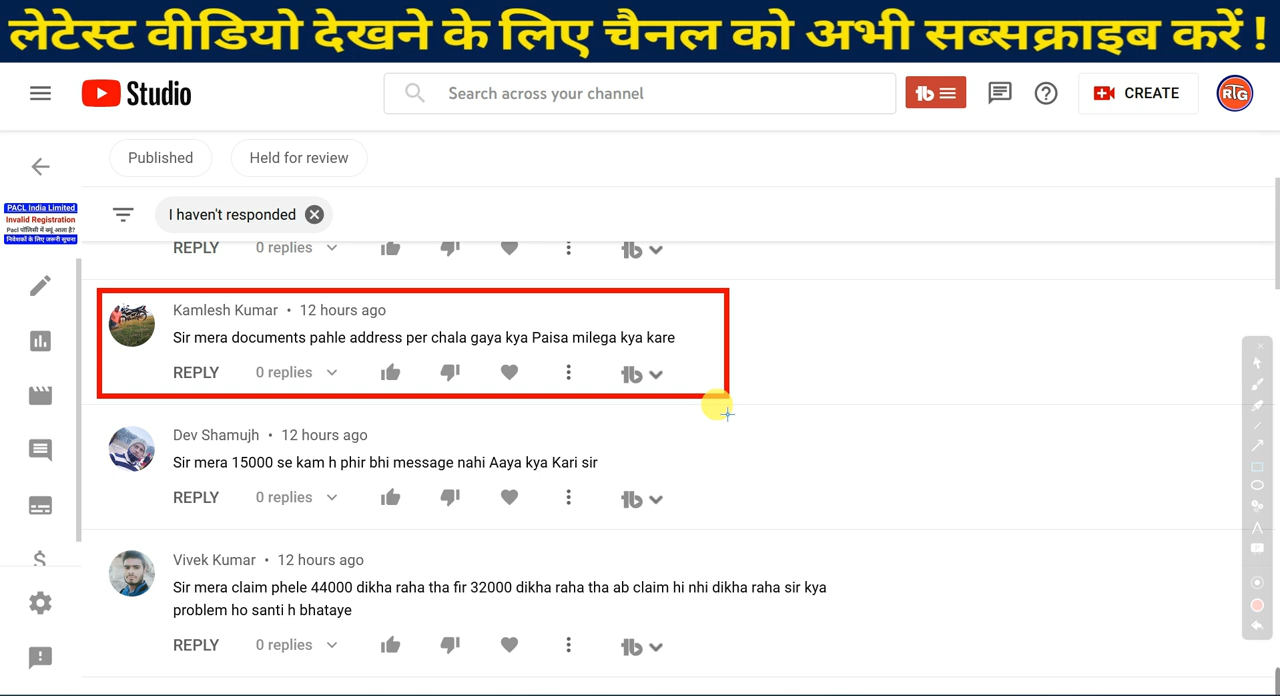 लेटेस्ट वीडियो देखने के लिए चैनल को अभी सब्सक्राइब करें !
Studio
Search across your channel
CREATE
RTG
Published
Held for review
PACL India Limited
Invalid Registration
Pacl पॉलिसी में क्यूं आता है?
निवेशकों के लिए जरूरी सूचना
I haven't responded
REPLY 0 replies
Kamlesh Kumar • 12 hours ago
Sir mera documents pahle address per chala gaya kya Paisa milega kya kare
REPLY 0 replies
Dev Shamujh • 12 hours ago
Sir mera 15000 se kam h phir bhi message nahi Aaya kya Kari sir
REPLY 0 replies
Vivek Kumar • 12 hours ago
Sir mera claim phele 44000 dikha raha tha fir 32000 dikha raha tha ab claim hi nhi dikha raha sir kya
problem ho santi h bhataye
REPLY 0 replies